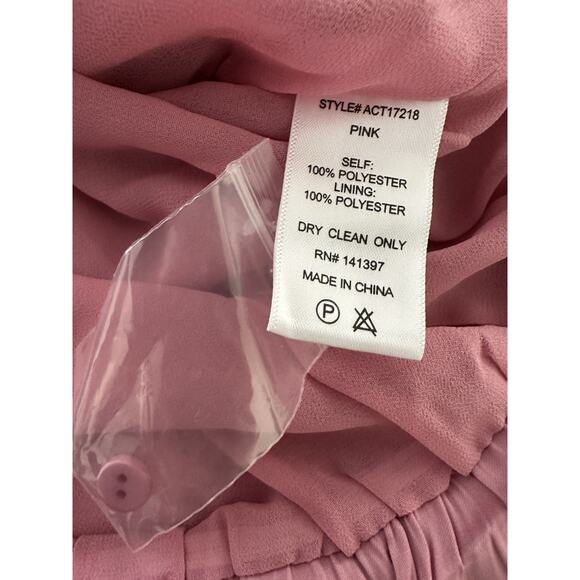 STYLE# ACT17218
PINK
SELF:
100% POLYESTER
LINING:
100% POLYESTER
DRY CLEAN ONLY
RN# 141397
MADE IN CHINA
P